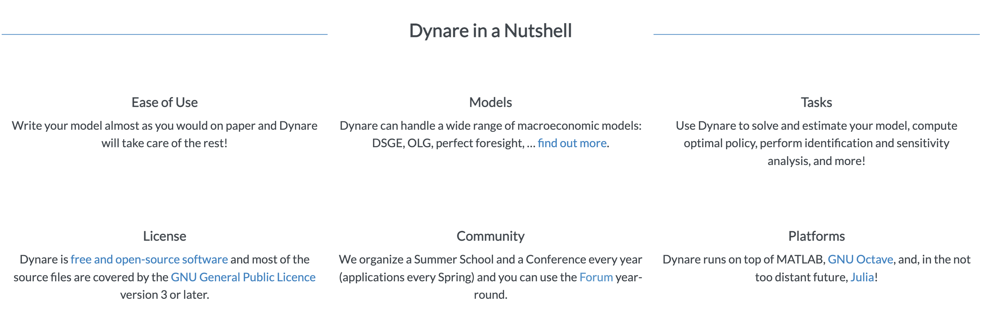 Dynare in a Nutshell
Ease of Use
Write your model almost as you would on paper and Dynare
will take care of the rest!
Models
Dynare can handle a wide range of macroeconomic models:
DSGE, OLG, perfect foresight, ... find out more.
Tasks
Use Dynare to solve and estimate your model, compute
optimal policy, perform identification and sensitivity
analysis, and more!
License
Dynare is free and open-source software and most of the
source files are covered by the GNU General Public Licence
version 3 or later.
Community
We organize a Summer School and a Conference every year
(applications every Spring) and you can use the Forum year-
round.
Platforms
Dynare runs on top of MATLAB, GNU Octave, and, in the not
too distant future, Julia!